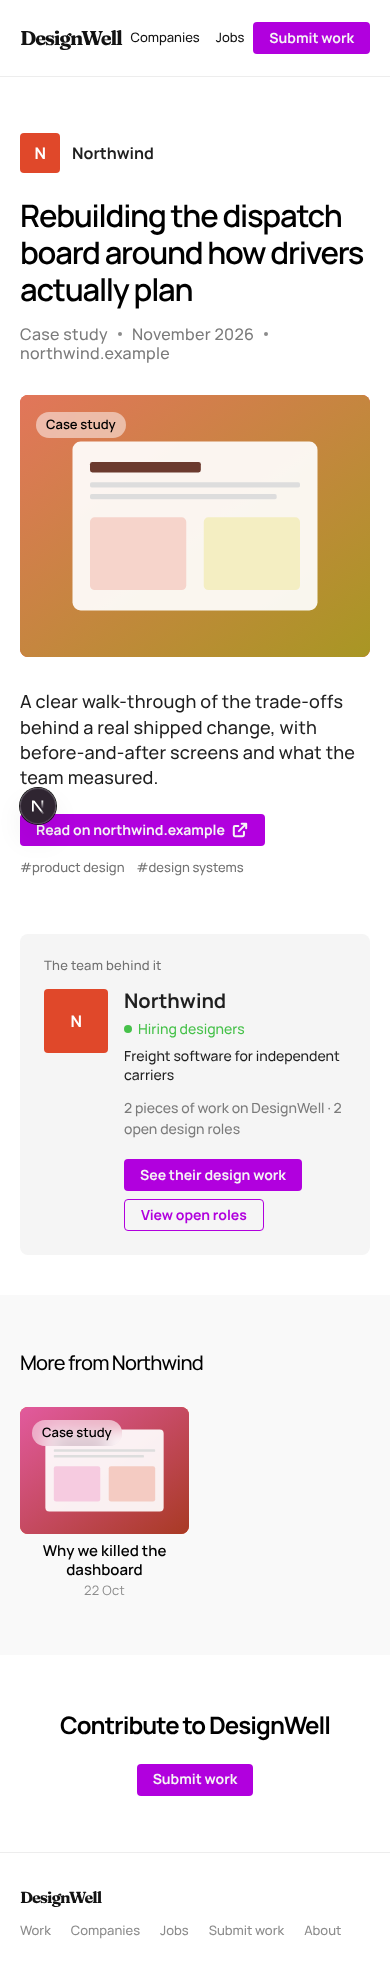 DesignWell Companies Jobs Submit work
N Northwind
Rebuilding the dispatch
board around how drivers
actually plan
Case study • November 2026 •
northwind.example
Case study
A clear walk-through of the trade-offs
behind a real shipped change, with
before-and-after screens and what the
team measured.
N
Read on northwind.example
#product design #design systems
The team behind it
N
Northwind
Hiring designers
Freight software for independent
carriers
2 pieces of work on DesignWell · 2
open design roles
See their design work
View open roles
More from Northwind
Case study
Why we killed the
dashboard
22 Oct
Contribute to DesignWell
Submit work
DesignWell
Work Companies Jobs Submit work About